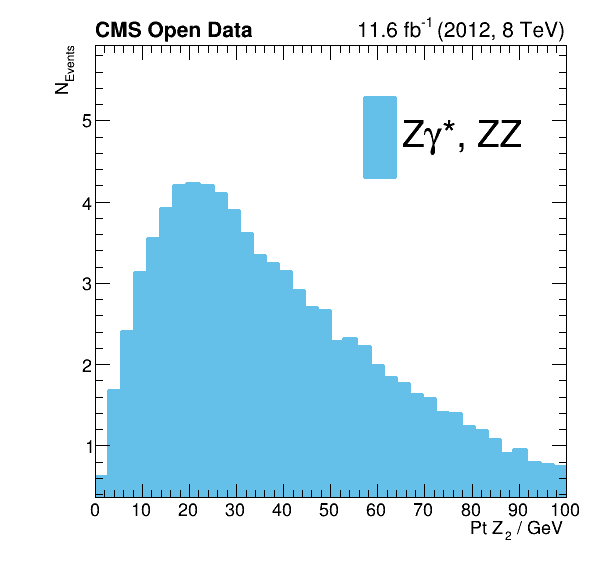 CMS Open Data 11.6 fb⁻¹ (2012, 8 TeV)
N_Events
Zγ*, ZZ
5
4
3
2
1
0 10 20 30 40 50 60 70 80 90 100
Pt Z₂ / GeV